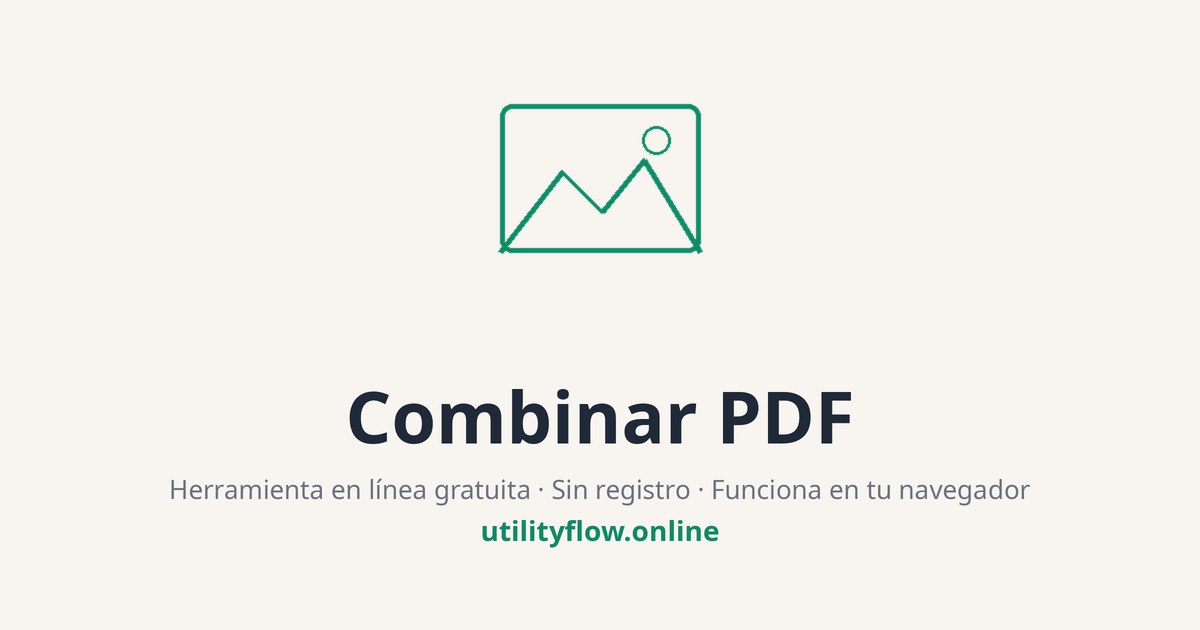 Combinar PDF
Herramienta en línea gratuita · Sin registro · Funciona en tu navegador
utilityflow.online